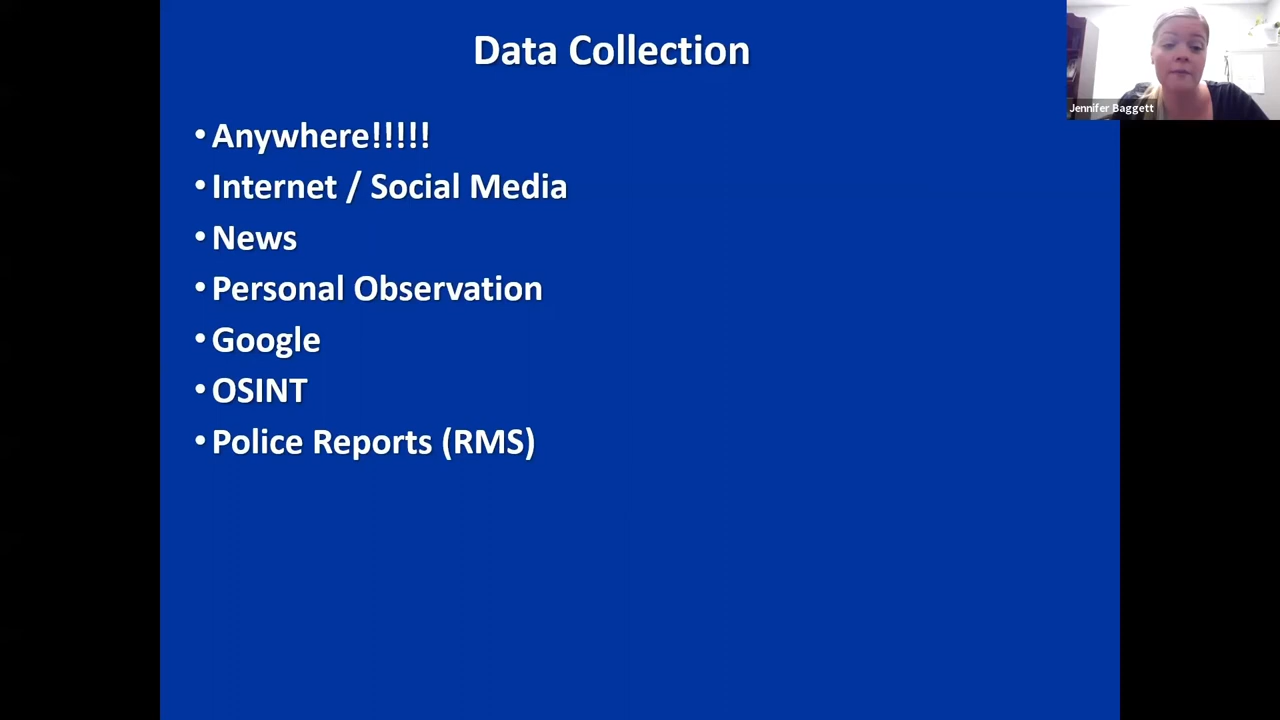 Data Collection
• Anywhere!!!!!
• Internet / Social Media
• News
• Personal Observation
• Google
• OSINT
• Police Reports (RMS)
Jennifer Baggett